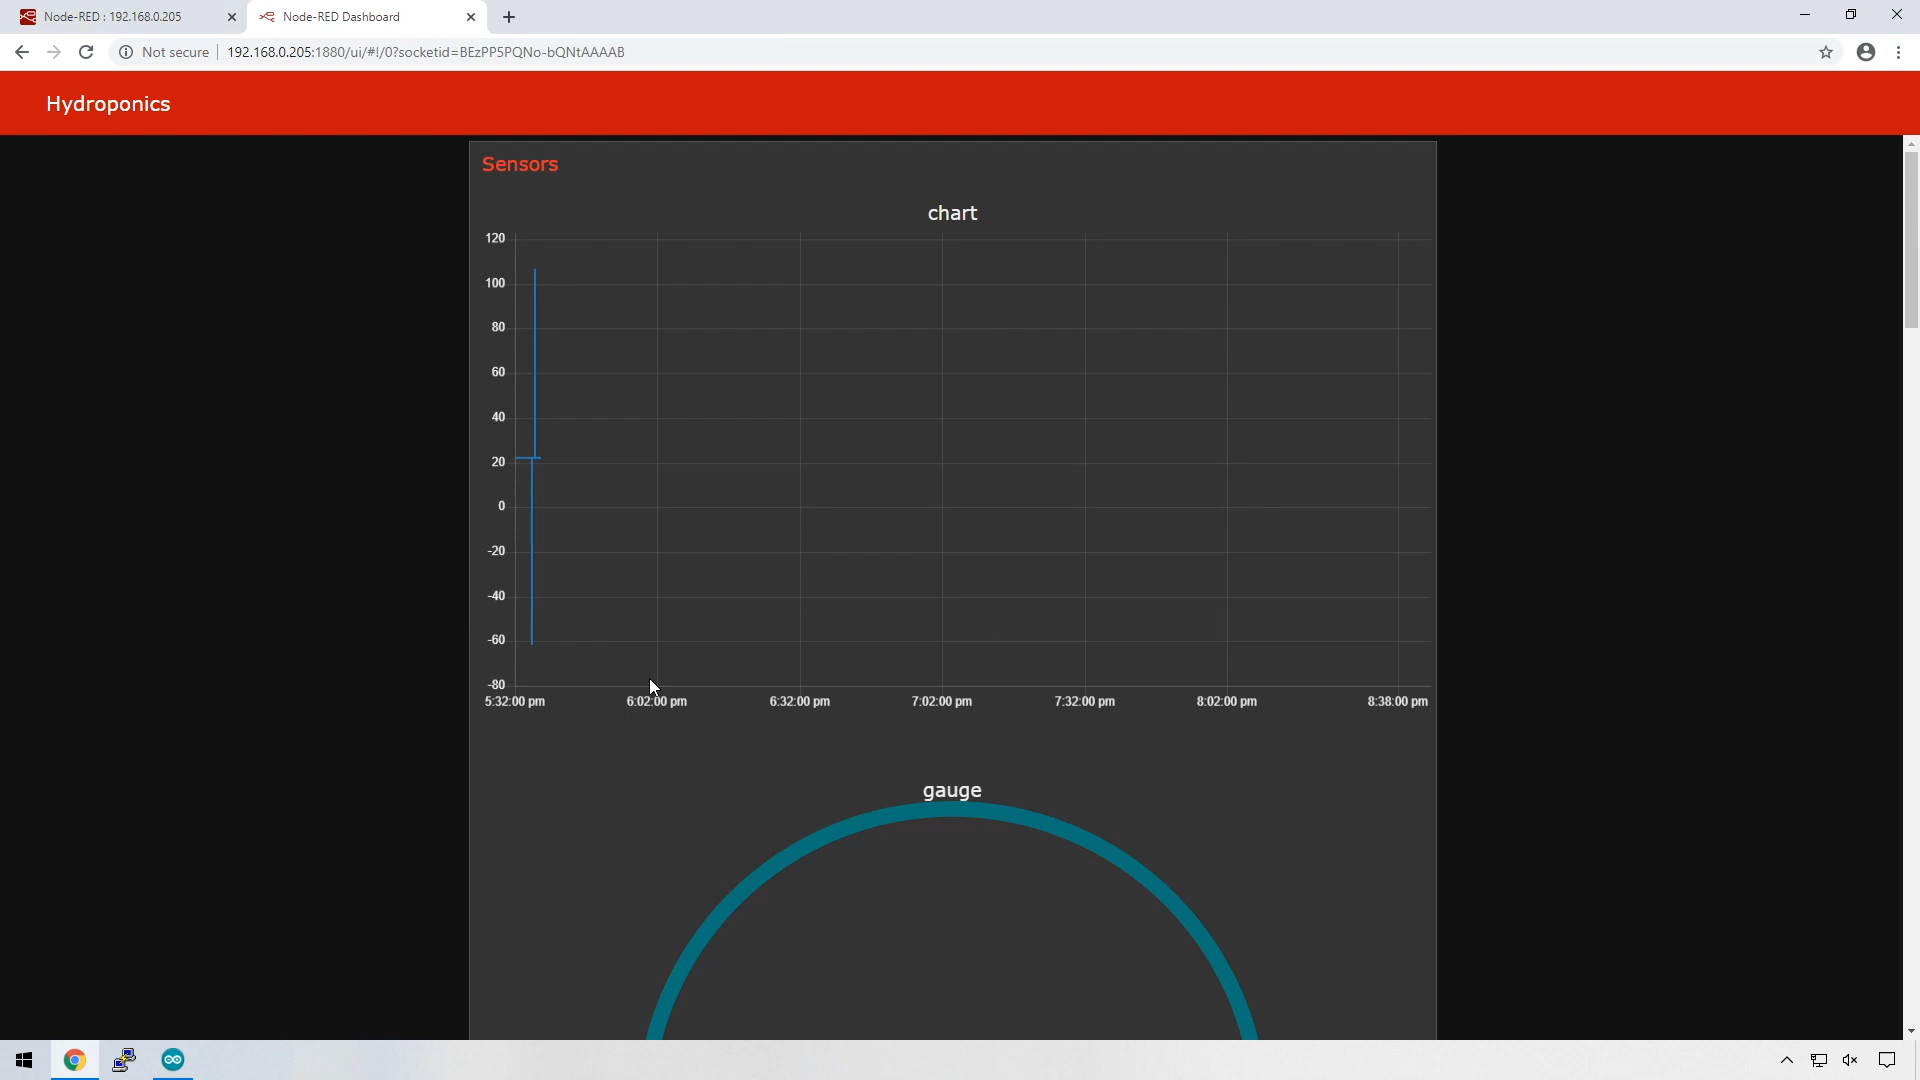 Node-RED : 192.168.0.205
Node-RED Dashboard
Not secure
192.168.0.205:1880/ui/#!/0?socketid=BEzPP5PQNo-bQNtAAAAB
Hydroponics
Sensors
chart
120
100
80
60
40
20
0
-20
-40
-60
-80
5:32:00 pm 6:02:00 pm 6:32:00 pm 7:02:00 pm 7:32:00 pm 8:02:00 pm 8:38:00 pm
gauge